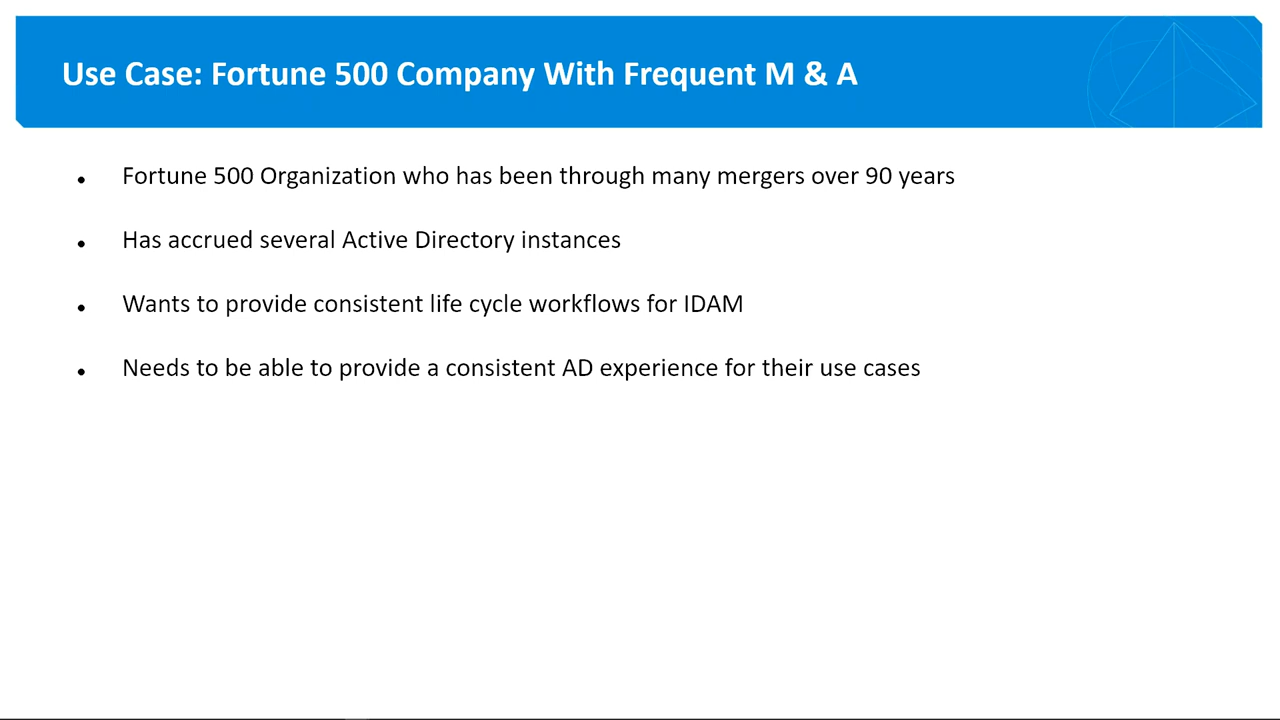 Use Case: Fortune 500 Company With Frequent M & A
• Fortune 500 Organization who has been through many mergers over 90 years
• Has accrued several Active Directory instances
• Wants to provide consistent life cycle workflows for IDAM
• Needs to be able to provide a consistent AD experience for their use cases